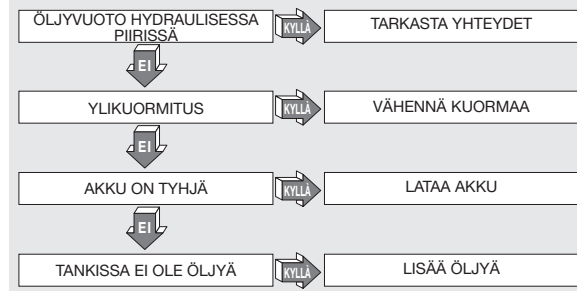 ÖLJYVUOTO HYDRAULISESSA
PIIRISSÄ
KYLLÄ
TARKASTA YHTEYDET
EI
YLIKUORMITUS
KYLLÄ
VÄHENNÄ KUORMAA
EI
AKKU ON TYHJÄ
KYLLÄ
LATAA AKKU
EI
TANKISSA EI OLE ÖLJYÄ
KYLLÄ
LISÄÄ ÖLJYÄ